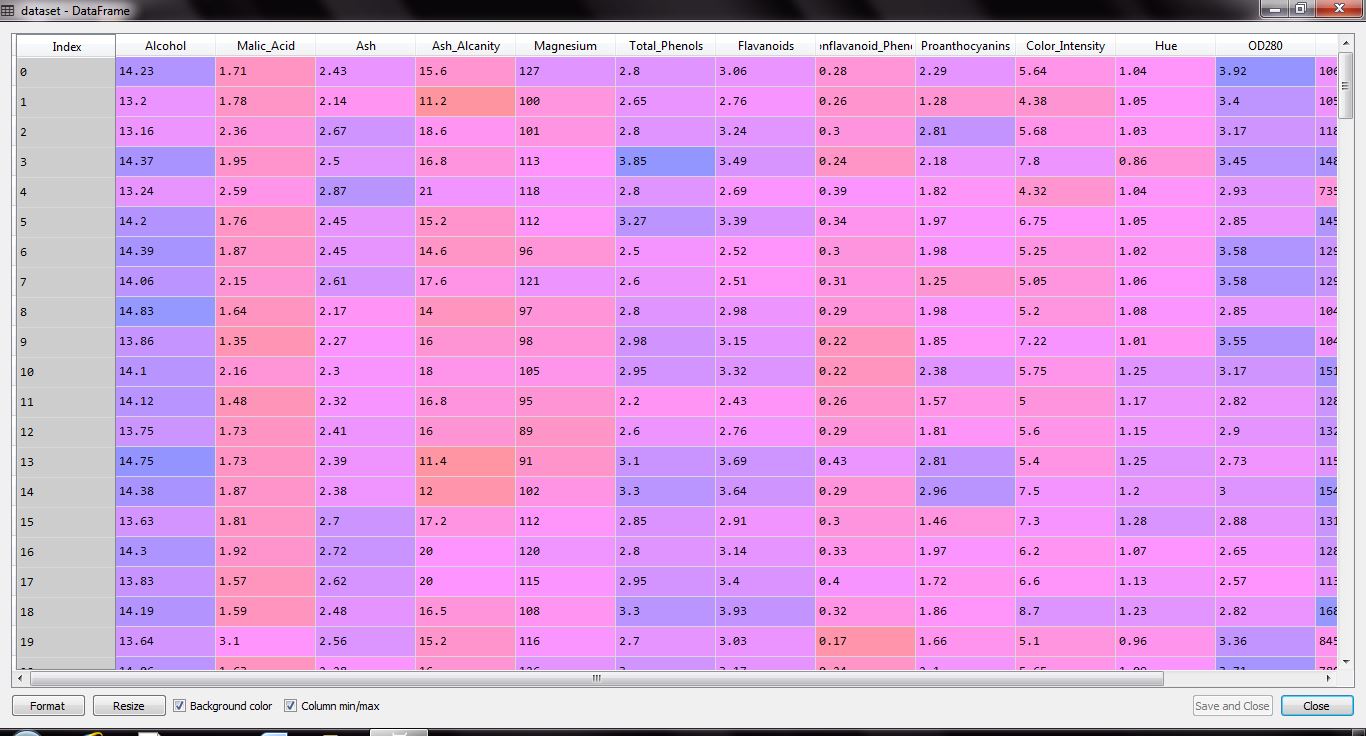 dataset - DataFrame
Index Alcohol Malic_Acid Ash Ash_Alcanity Magnesium Total_Phenols Flavanoids onflavanoid_Pheno Proanthocyanins Color_Intensity Hue OD280
0 14.23 1.71 2.43 15.6 127 2.8 3.06 0.28 2.29 5.64 1.04 3.92 106
1 13.2 1.78 2.14 11.2 100 2.65 2.76 0.26 1.28 4.38 1.05 3.4 105
2 13.16 2.36 2.67 18.6 101 2.8 3.24 0.3 2.81 5.68 1.03 3.17 118
3 14.37 1.95 2.5 16.8 113 3.85 3.49 0.24 2.18 7.8 0.86 3.45 148
4 13.24 2.59 2.87 21 118 2.8 2.69 0.39 1.82 4.32 1.04 2.93 735
5 14.2 1.76 2.45 15.2 112 3.27 3.39 0.34 1.97 6.75 1.05 2.85 145
6 14.39 1.87 2.45 14.6 96 2.5 2.52 0.3 1.98 5.25 1.02 3.58 129
7 14.06 2.15 2.61 17.6 121 2.6 2.51 0.31 1.25 5.05 1.06 3.58 129
8 14.83 1.64 2.17 14 97 2.8 2.98 0.29 1.98 5.2 1.08 2.85 104
9 13.86 1.35 2.27 16 98 2.98 3.15 0.22 1.85 7.22 1.01 3.55 104
10 14.1 2.16 2.3 18 105 2.95 3.32 0.22 2.38 5.75 1.25 3.17 151
11 14.12 1.48 2.32 16.8 95 2.2 2.43 0.26 1.57 5 1.17 2.82 128
12 13.75 1.73 2.41 16 89 2.6 2.76 0.29 1.81 5.6 1.15 2.9 132
13 14.75 1.73 2.39 11.4 91 3.1 3.69 0.43 2.81 5.4 1.25 2.73 115
14 14.38 1.87 2.38 12 102 3.3 3.64 0.29 2.96 7.5 1.2 3 154
15 13.63 1.81 2.7 17.2 112 2.85 2.91 0.3 1.46 7.3 1.28 2.88 131
16 14.3 1.92 2.72 20 120 2.8 3.14 0.33 1.97 6.2 1.07 2.65 128
17 13.83 1.57 2.62 20 115 2.95 3.4 0.4 1.72 6.6 1.13 2.57 113
18 14.19 1.59 2.48 16.5 108 3.3 3.93 0.32 1.86 8.7 1.23 2.82 168
19 13.64 3.1 2.56 15.2 116 2.7 3.03 0.17 1.66 5.1 0.96 3.36 845
Format Resize Background color Column min/max Save and Close Close